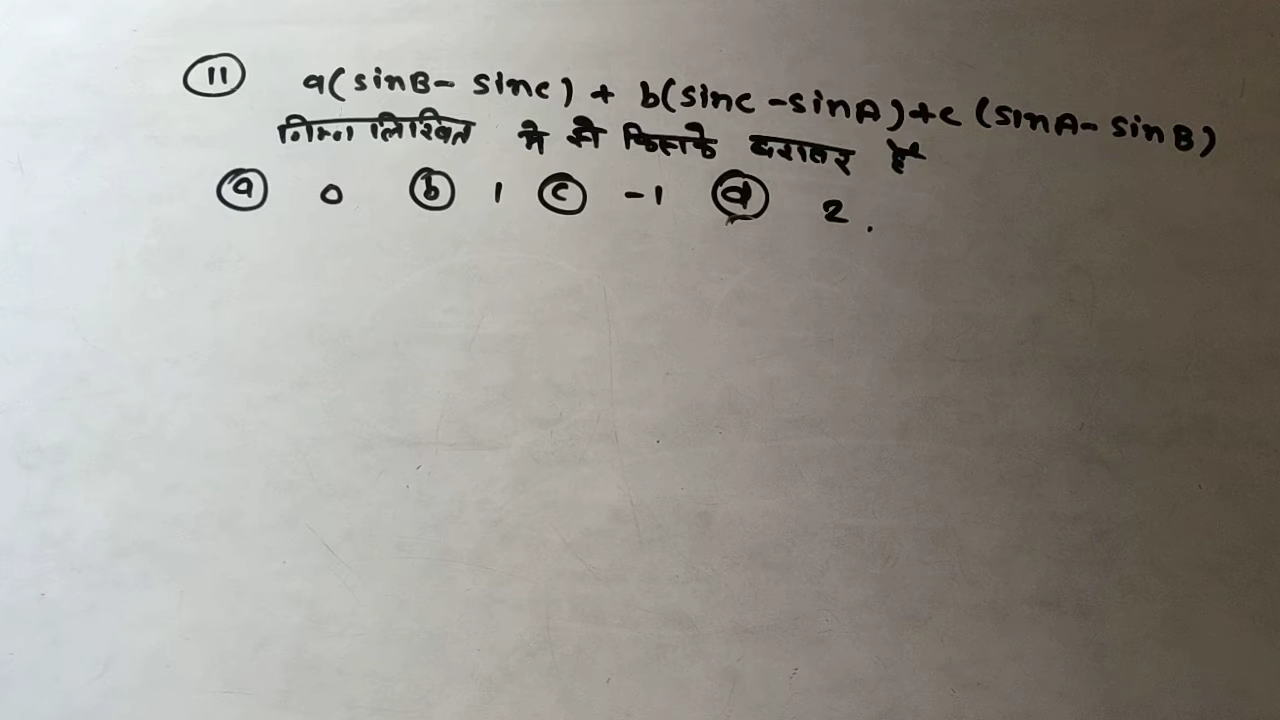 11 a(sinB- sinc) + b(sinc -sinA)+c (sinA- sinB)
निम्न लिखित मे से किसके बराबर है
a 0 b 1 c -1 d 2.